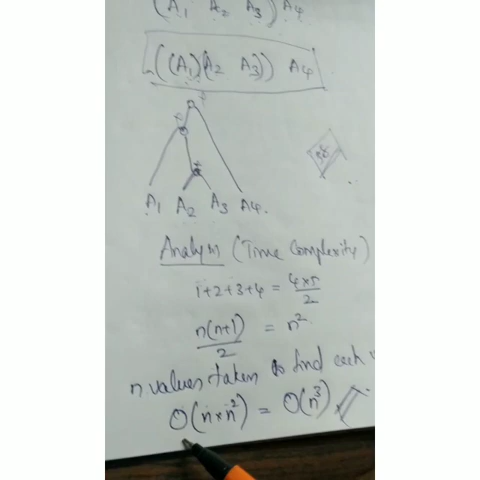 (A1 A2 A3) A4
((A1)(A2 A3)) A4
A1 A2 A3 A4.
Analysis (Time Complexity)
1+2+3+4 = 4×5/2
n(n+1)/2 = n²
n values taken to find each
O(n×n²) = O(n³)